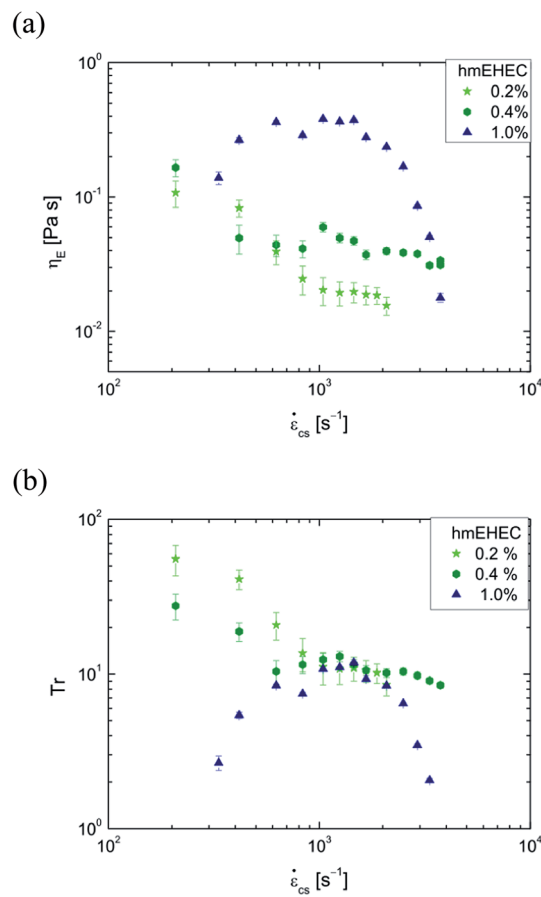 (a)
10⁰
hmEHEC
0.2%
0.4%
1.0%
10⁻¹
η_E [Pa s]
10⁻²
10² 10³ 10⁴
ε̇_cs [s⁻¹]
(b)
10²
hmEHEC
0.2 %
0.4 %
1.0%
Tr
10¹
10⁰
10² 10³ 10⁴
ε̇_cs [s⁻¹]